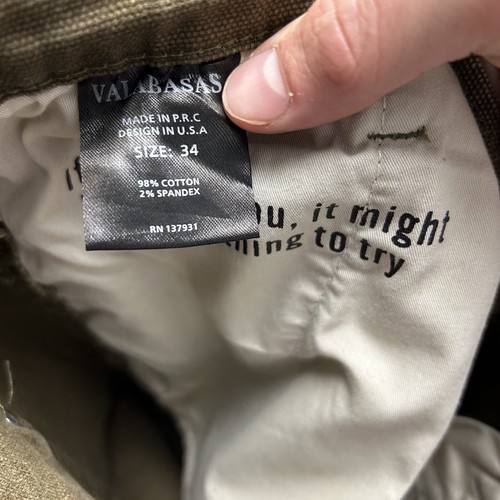 VALABASAS
MADE IN P.R.C
DESIGN IN U.S.A
SIZE: 34
98% COTTON
2% SPANDEX
RN 137931
it might
to try